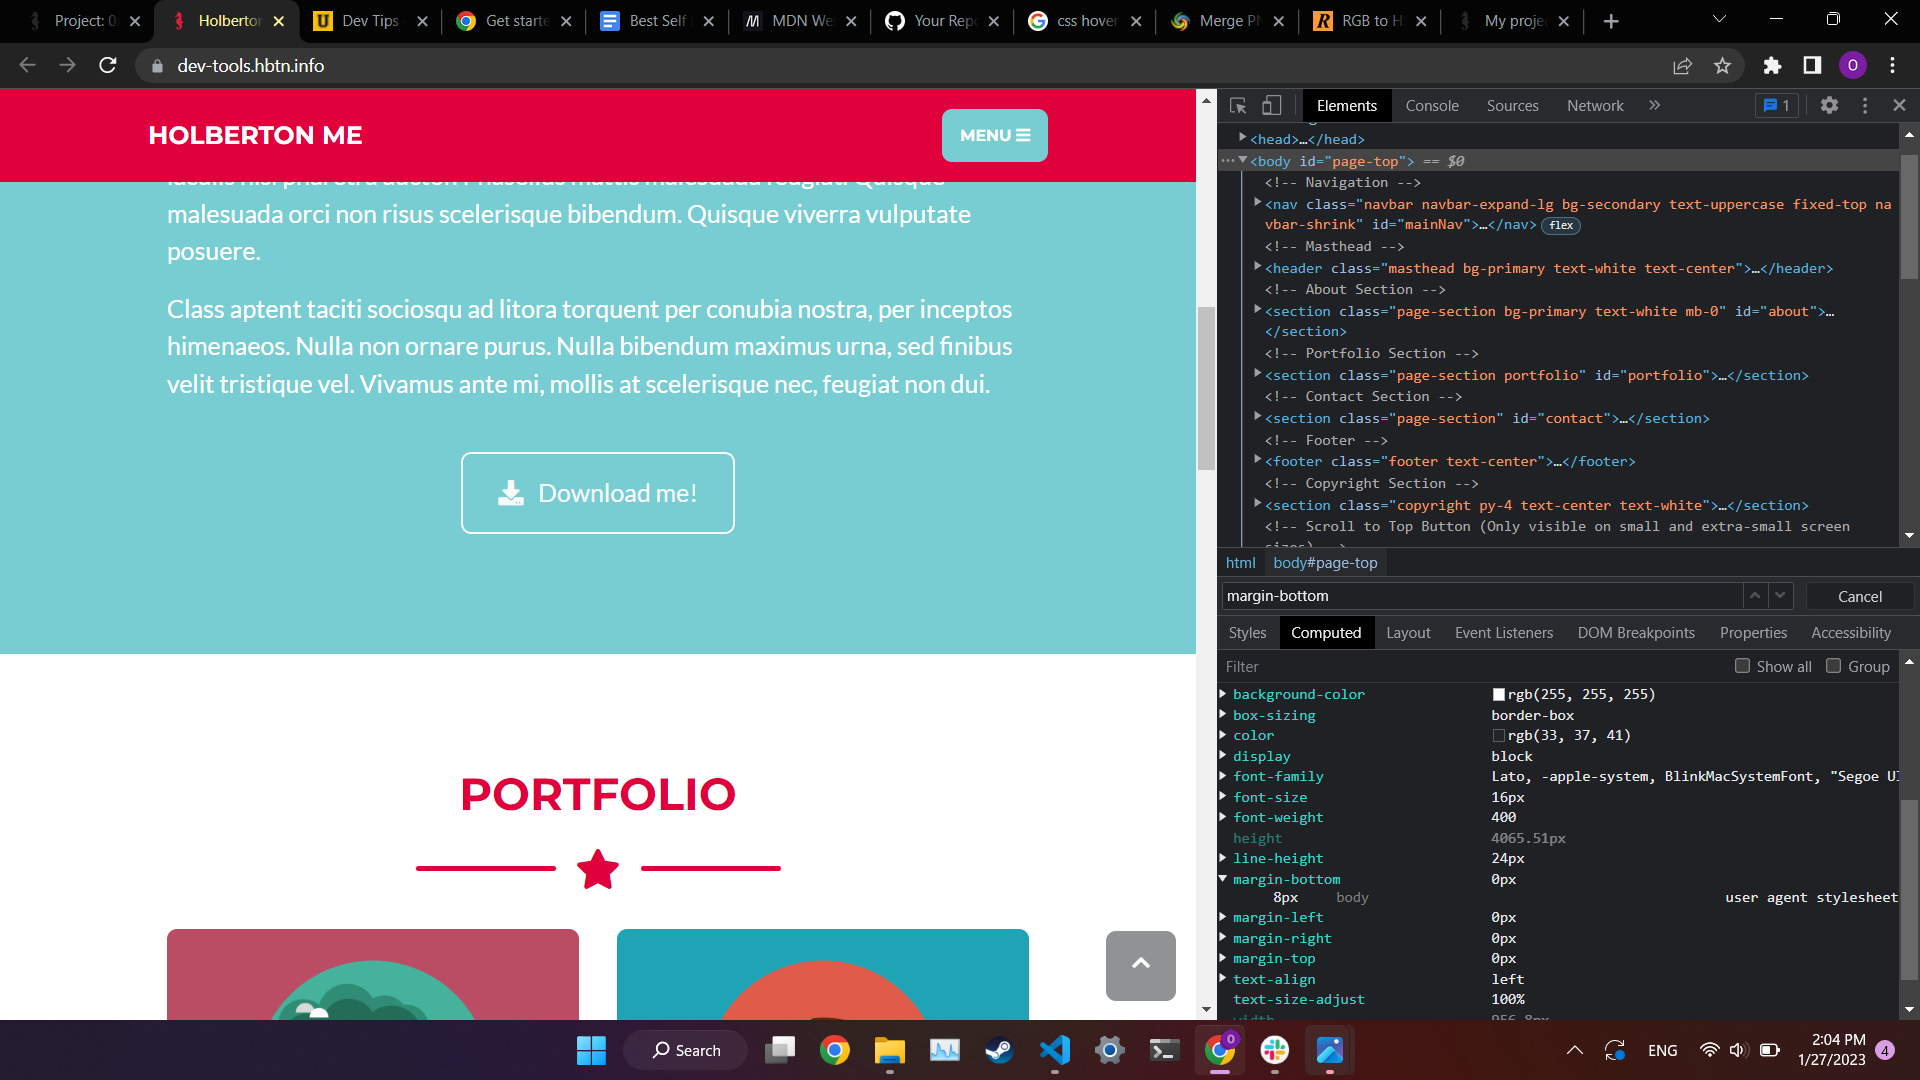 Project: 0
Holberton
Dev Tips
Get starte
Best Self
MDN We
Your Rep
css hover
Merge PN
RGB to H
My proje
dev-tools.hbtn.info
O
HOLBERTON ME
MENU
malesuada orci non risus scelerisque bibendum. Quisque viverra vulputate
posuere.
Class aptent taciti sociosqu ad litora torquent per conubia nostra, per inceptos
himenaeos. Nulla non ornare purus. Nulla bibendum maximus urna, sed finibus
velit tristique vel. Vivamus ante mi, mollis at scelerisque nec, feugiat non dui.
Download me!
PORTFOLIO
Elements
Console
Sources
Network
1
<head>…</head>
<body id="page-top"> == $0
<!-- Navigation -->
<nav class="navbar navbar-expand-lg bg-secondary text-uppercase fixed-top na
vbar-shrink" id="mainNav">…</nav> flex
<!-- Masthead -->
<header class="masthead bg-primary text-white text-center">…</header>
<!-- About Section -->
<section class="page-section bg-primary text-white mb-0" id="about">…
</section>
<!-- Portfolio Section -->
<section class="page-section portfolio" id="portfolio">…</section>
<!-- Contact Section -->
<section class="page-section" id="contact">…</section>
<!-- Footer -->
<footer class="footer text-center">…</footer>
<!-- Copyright Section -->
<section class="copyright py-4 text-center text-white">…</section>
<!-- Scroll to Top Button (Only visible on small and extra-small screen
html
body#page-top
margin-bottom
Cancel
Styles
Computed
Layout
Event Listeners
DOM Breakpoints
Properties
Accessibility
Filter
Show all
Group
background-color rgb(255, 255, 255)
box-sizing border-box
color rgb(33, 37, 41)
display block
font-family Lato, -apple-system, BlinkMacSystemFont, "Segoe UI
font-size 16px
font-weight 400
height 4065.51px
line-height 24px
margin-bottom 0px
8px body user agent stylesheet
margin-left 0px
margin-right 0px
margin-top 0px
text-align left
text-size-adjust 100%
Search
0
ENG
2:04 PM
1/27/2023
4